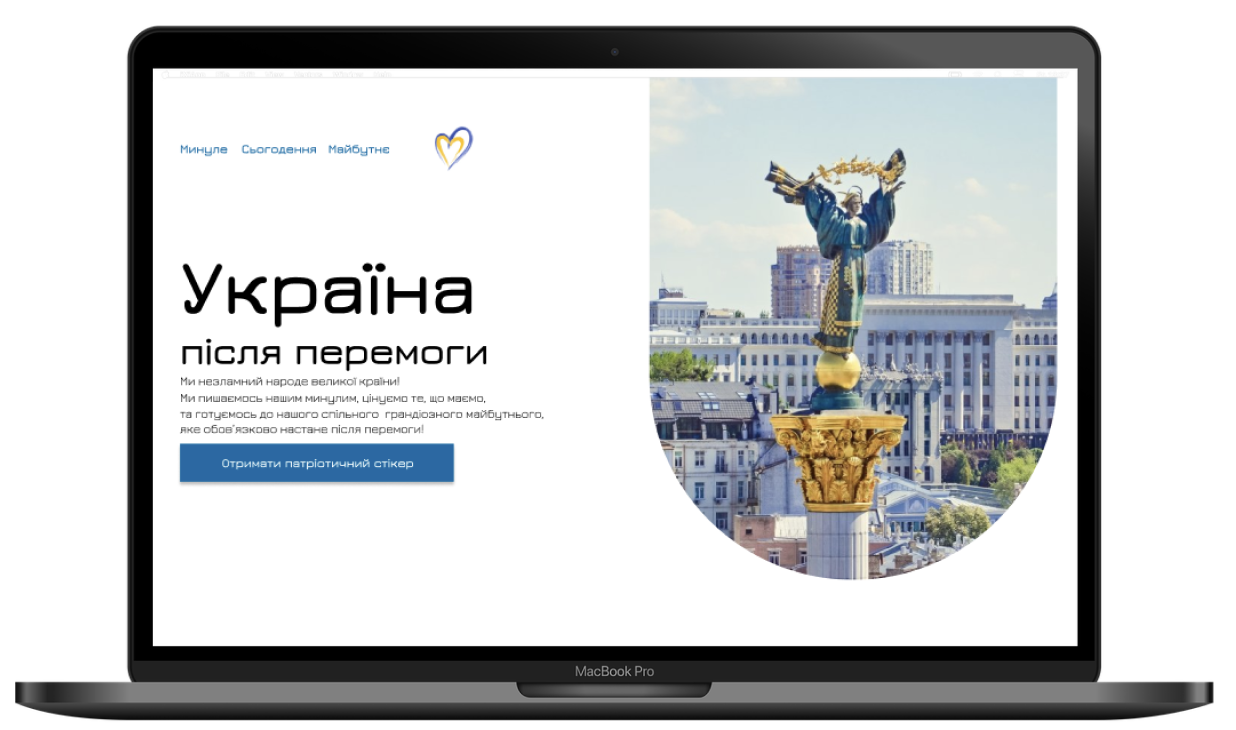 Минуле Сьогодення Майбутнє
Україна
після перемоги
Ми незламний народе великої країни!
Ми пишаємось нашим минулим, цінуємо те, що маємо,
та готуємось до нашого спільного грандіозного майбутнього,
яке обов'язково настане після перемоги!
Отримати патріотичний стікер
MacBook Pro